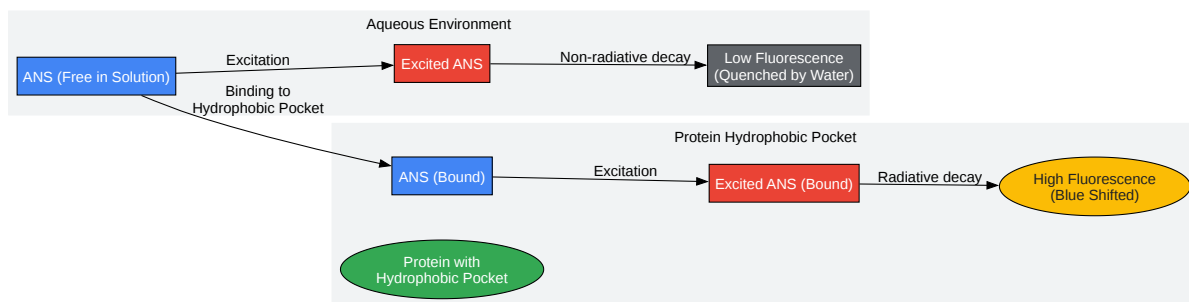 Aqueous Environment
ANS (Free in Solution)
Excitation
Excited ANS
Non-radiative decay
Low Fluorescence
(Quenched by Water)
Binding to
Hydrophobic Pocket
Protein Hydrophobic Pocket
ANS (Bound)
Excitation
Excited ANS (Bound)
Radiative decay
High Fluorescence
(Blue Shifted)
Protein with
Hydrophobic Pocket